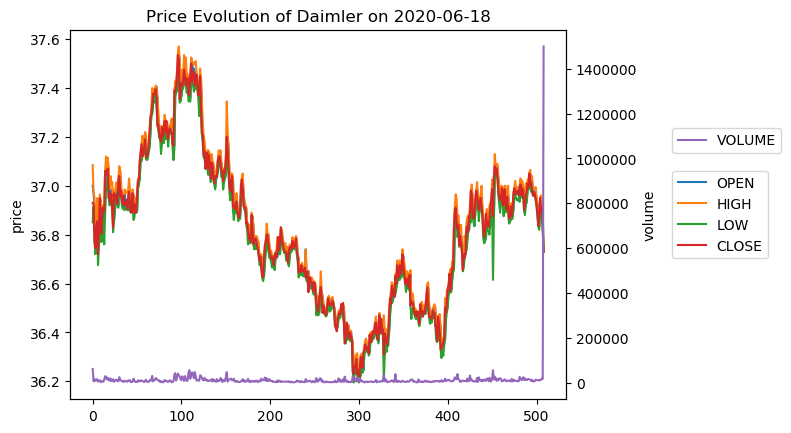 Price Evolution of Daimler on 2020-06-18
37.6
37.4
37.2
37.0
36.8
36.6
36.4
36.2
price
0
100
200
300
400
500
1400000
1200000
1000000
800000
600000
400000
200000
0
volume
VOLUME
OPEN
HIGH
LOW
CLOSE